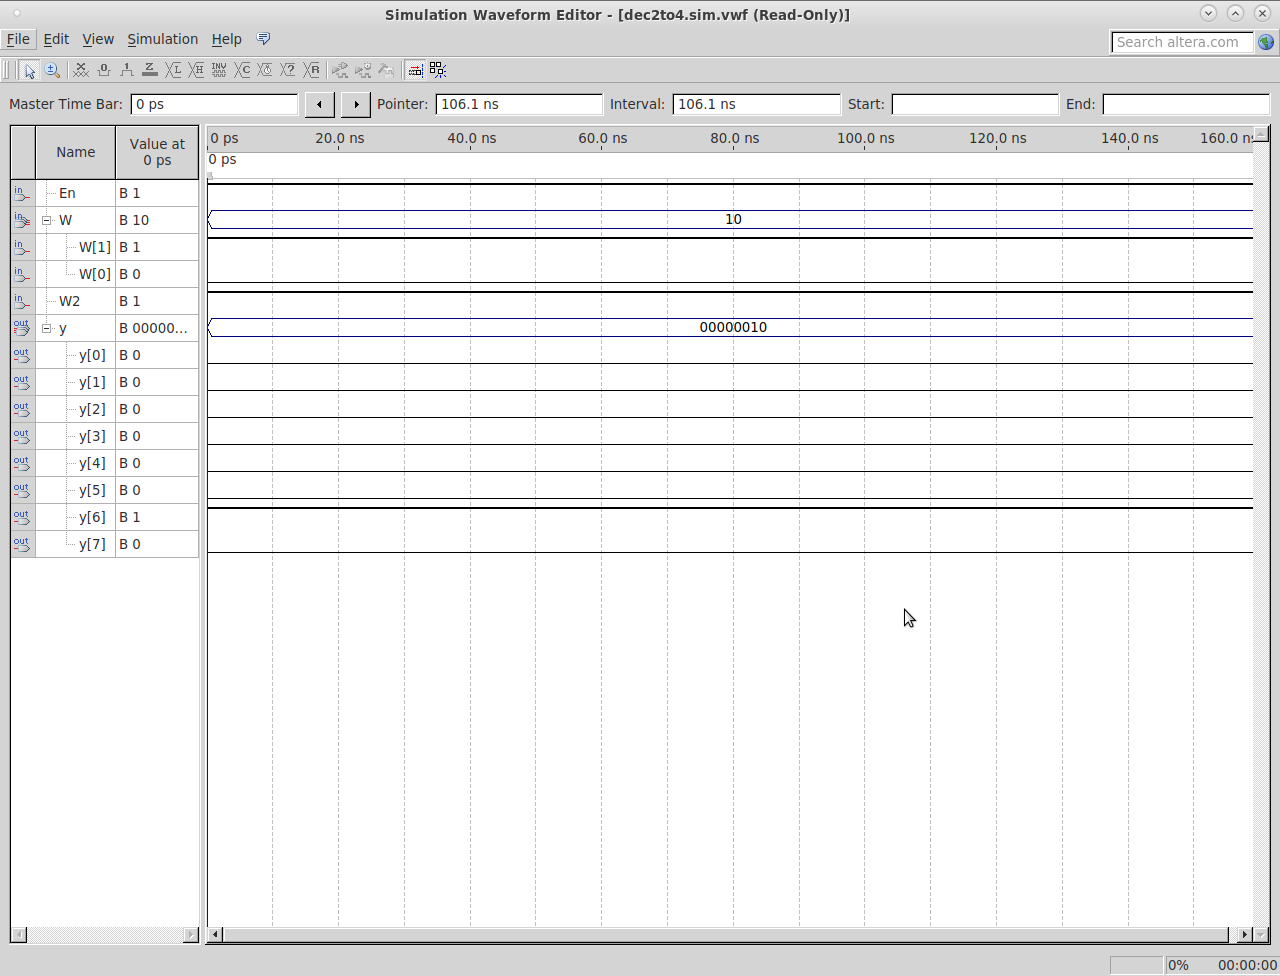 Simulation Waveform Editor - [dec2to4.sim.vwf (Read-Only)]
File Edit View Simulation Help Search altera.com
Master Time Bar: 0 ps Pointer: 106.1 ns Interval: 106.1 ns Start: End:
Name Value at 0 ps 0 ps 20.0 ns 40.0 ns 60.0 ns 80.0 ns 100.0 ns 120.0 ns 140.0 ns 160.0 ns
0 ps
in En B 1
in W B 10 10
in W[1] B 1
in W[0] B 0
in W2 B 1
out y B 00000... 00000010
out y[0] B 0
out y[1] B 0
out y[2] B 0
out y[3] B 0
out y[4] B 0
out y[5] B 0
out y[6] B 1
out y[7] B 0
0% 00:00:00